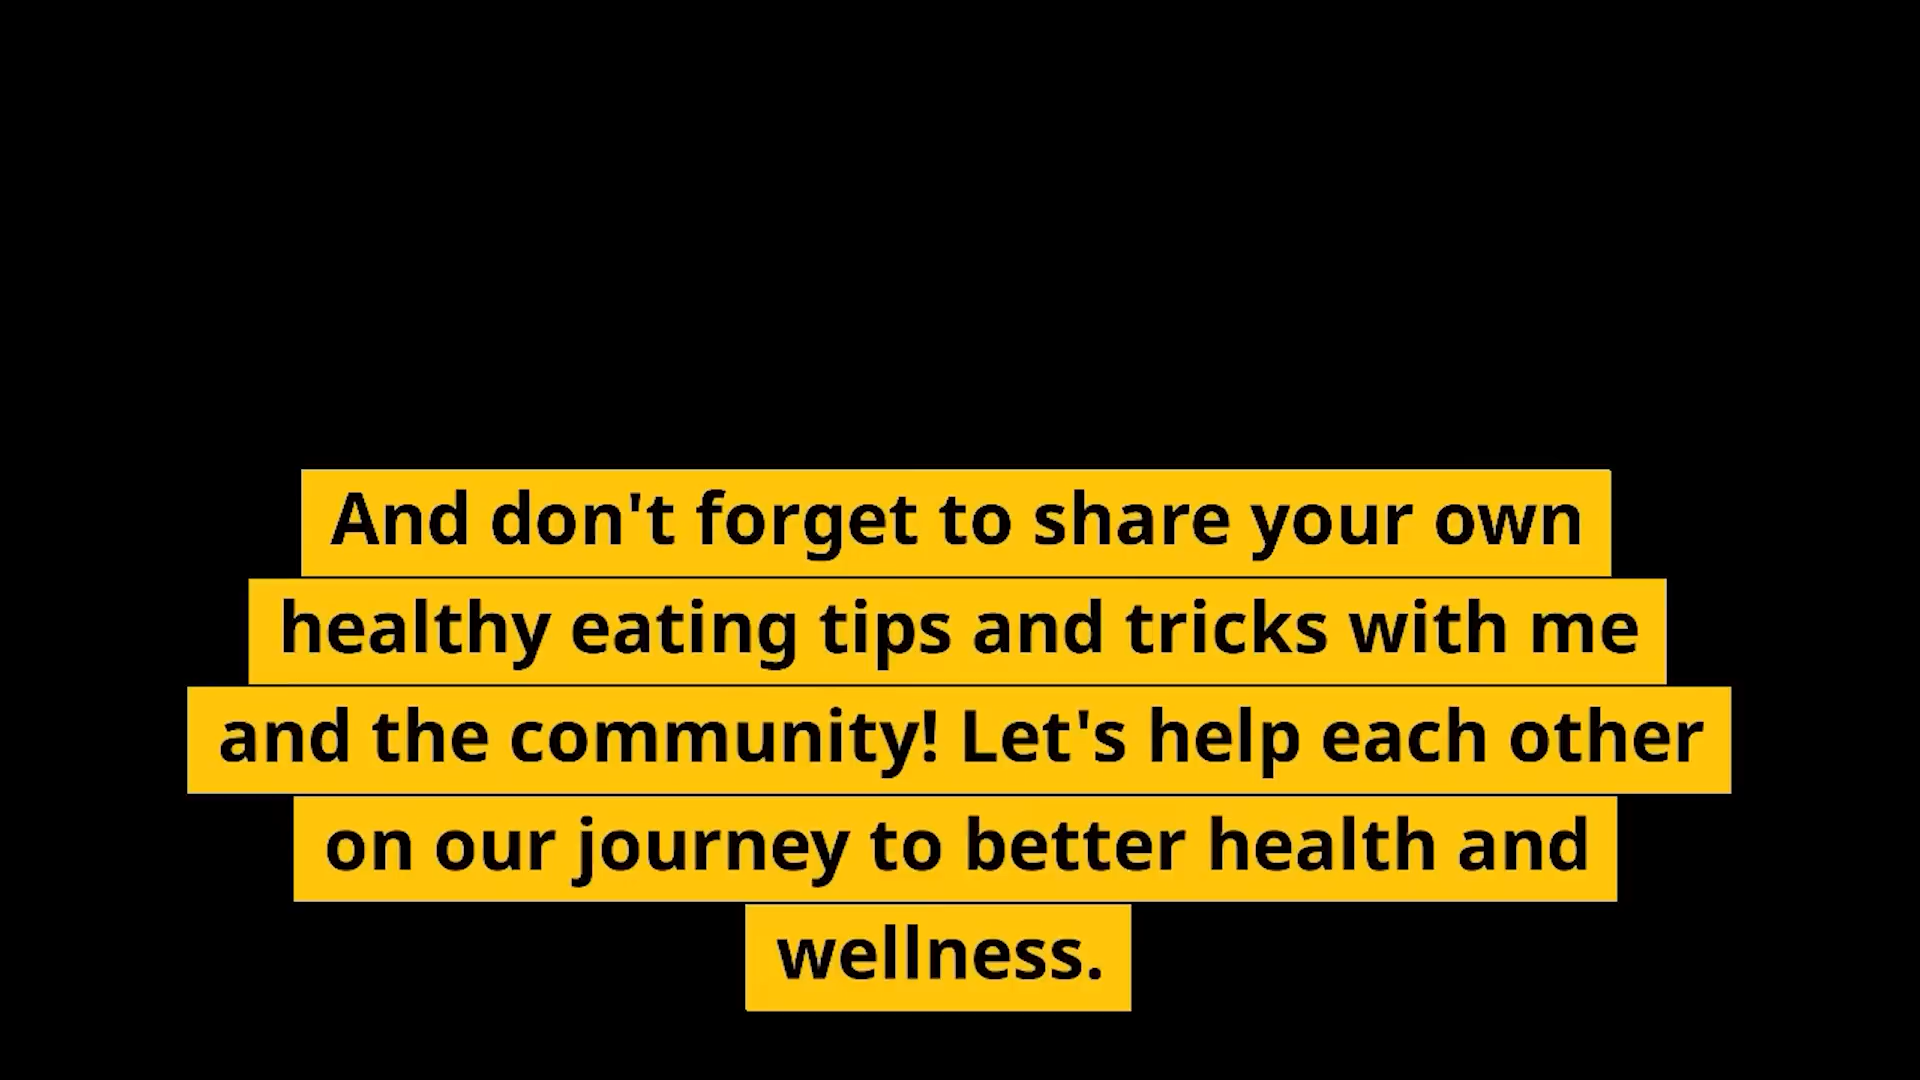 And don't forget to share your own
healthy eating tips and tricks with me
and the community! Let's help each other
on our journey to better health and
wellness.